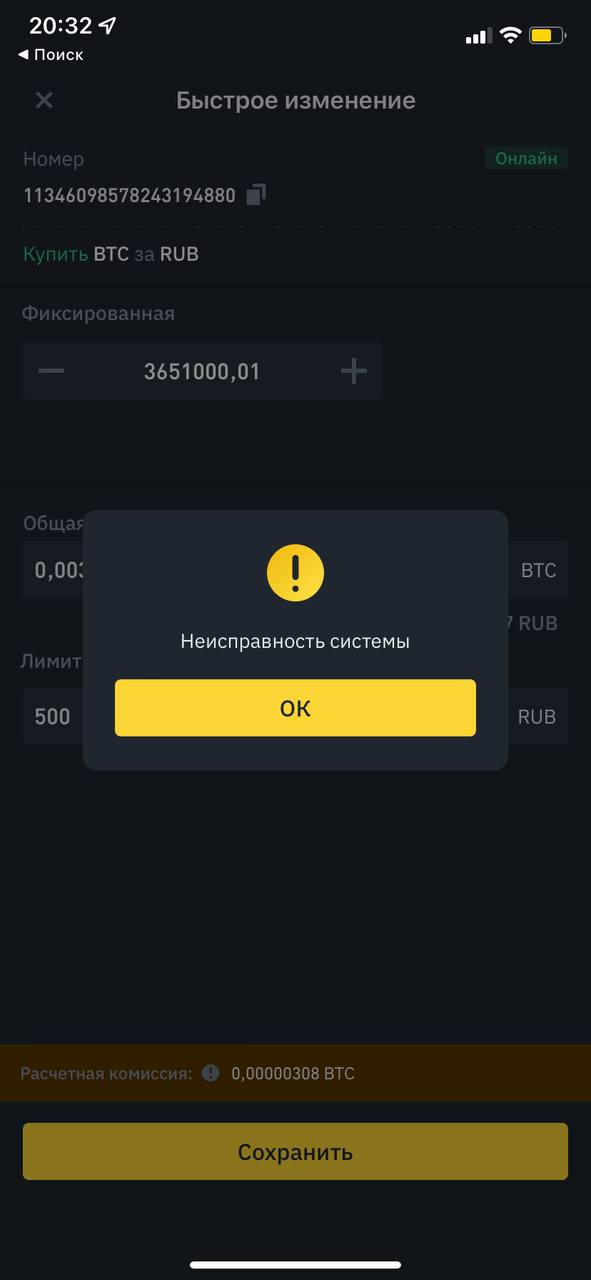 20:32
Поиск
Быстрое изменение
Номер
Онлайн
11346098578243194880
Купить BTC за RUB
Фиксированная
3651000,01
Общая
0,003
BTC
7 RUB
Лимит
500
RUB
Неисправность системы
ОК
Расчетная комиссия: 0,00000308 BTC
Сохранить